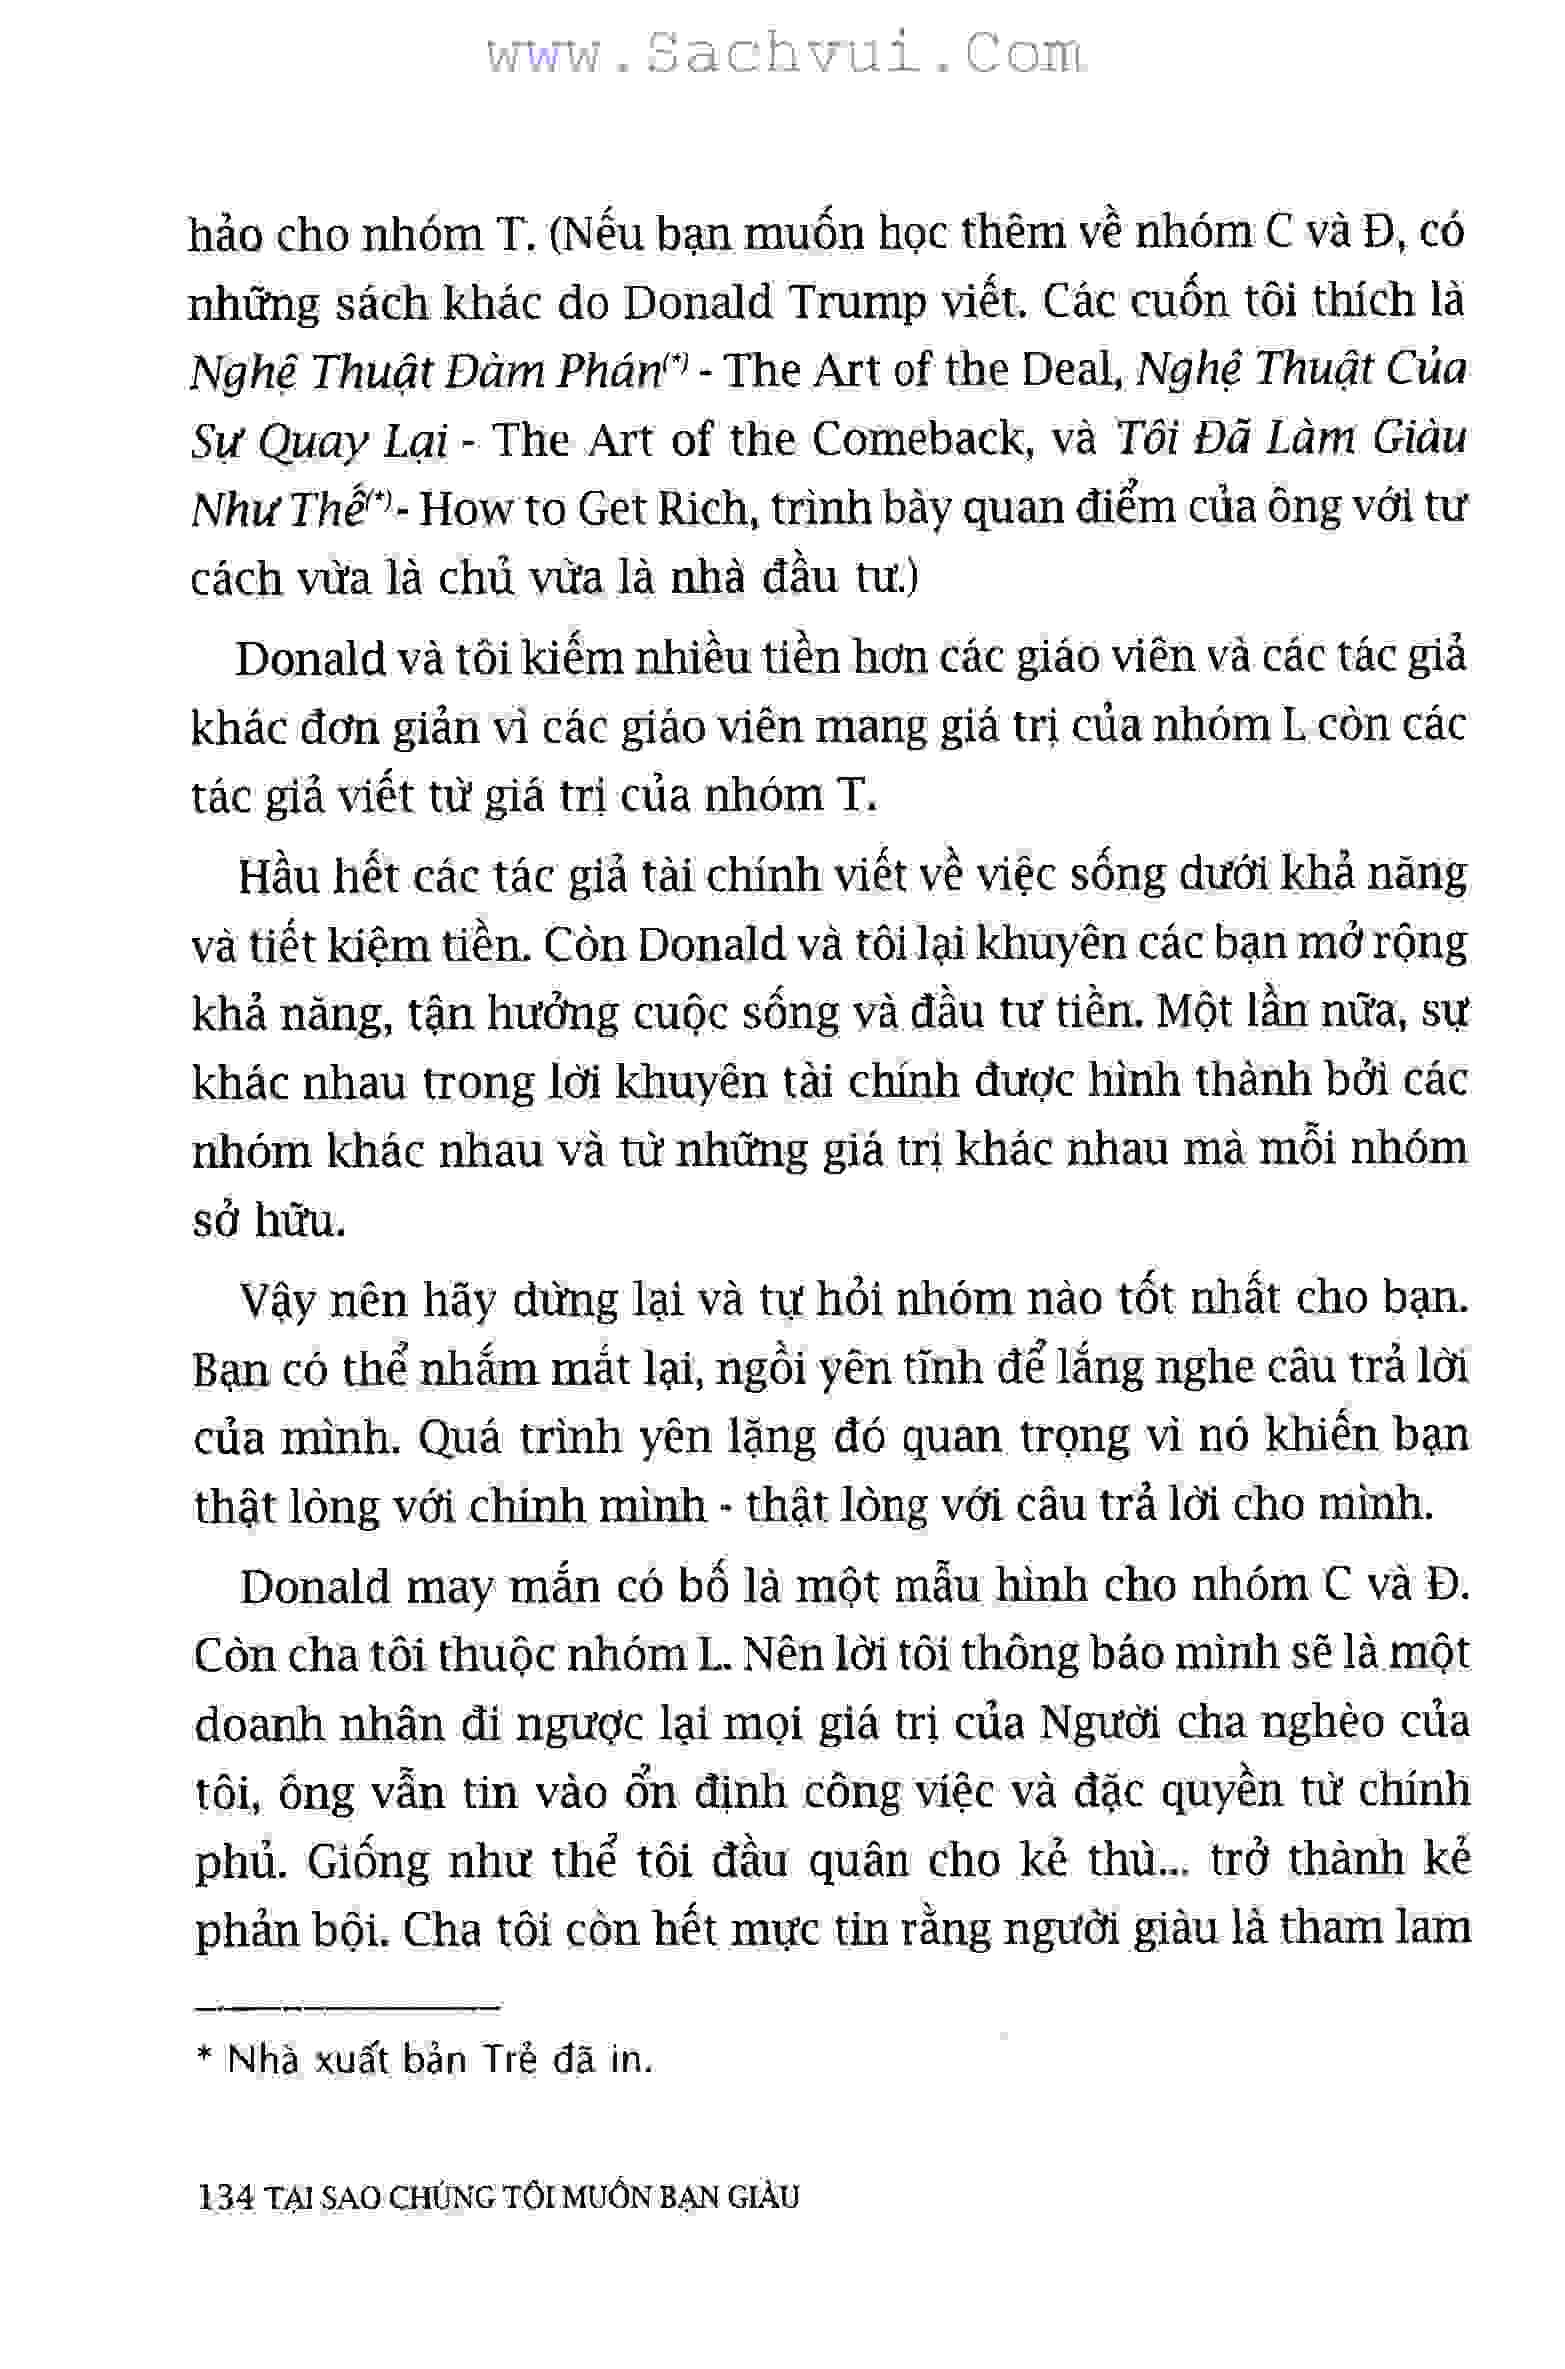 www.Sachvui.Com
hảo cho nhóm T. (Nếu bạn muốn học thêm về nhóm C và Đ, có
những sách khác do Donald Trump viết. Các cuốn tôi thích là
Nghệ Thuật Đàm Phán(*) - The Art of the Deal, Nghệ Thuật Của
Sự Quay Lại - The Art of the Comeback, và Tôi Đã Làm Giàu
Như Thế(*)- How to Get Rich, trình bày quan điểm của ông với tư
cách vừa là chủ vừa là nhà đầu tư.)
Donald và tôi kiếm nhiều tiền hơn các giáo viên và các tác giả
khác đơn giản vì các giáo viên mang giá trị của nhóm L còn các
tác giả viết từ giá trị của nhóm T.
Hầu hết các tác giả tài chính viết về việc sống dưới khả năng
và tiết kiệm tiền. Còn Donald và tôi lại khuyên các bạn mở rộng
khả năng, tận hưởng cuộc sống và đầu tư tiền. Một lần nữa, sự
khác nhau trong lời khuyên tài chính được hình thành bởi các
nhóm khác nhau và từ những giá trị khác nhau mà mỗi nhóm
sở hữu.
Vậy nên hãy dừng lại và tự hỏi nhóm nào tốt nhất cho bạn.
Bạn có thể nhắm mắt lại, ngồi yên tĩnh để lắng nghe câu trả lời
của mình. Quá trình yên lặng đó quan trọng vì nó khiến bạn
thật lòng với chính mình - thật lòng với câu trả lời cho mình.
Donald may mắn có bố là một mẫu hình cho nhóm C và Đ.
Còn cha tôi thuộc nhóm L. Nên lời tôi thông báo mình sẽ là một
doanh nhân đi ngược lại mọi giá trị của Người cha nghèo của
tôi, ông vẫn tin vào ổn định công việc và đặc quyền từ chính
phủ. Giống như thể tôi đầu quân cho kẻ thù... trở thành kẻ
phản bội. Cha tôi còn hết mực tin rằng người giàu là tham lam
* Nhà xuất bản Trẻ đã in.
134 TẠI SAO CHÚNG TÔI MUỐN BẠN GIÀU